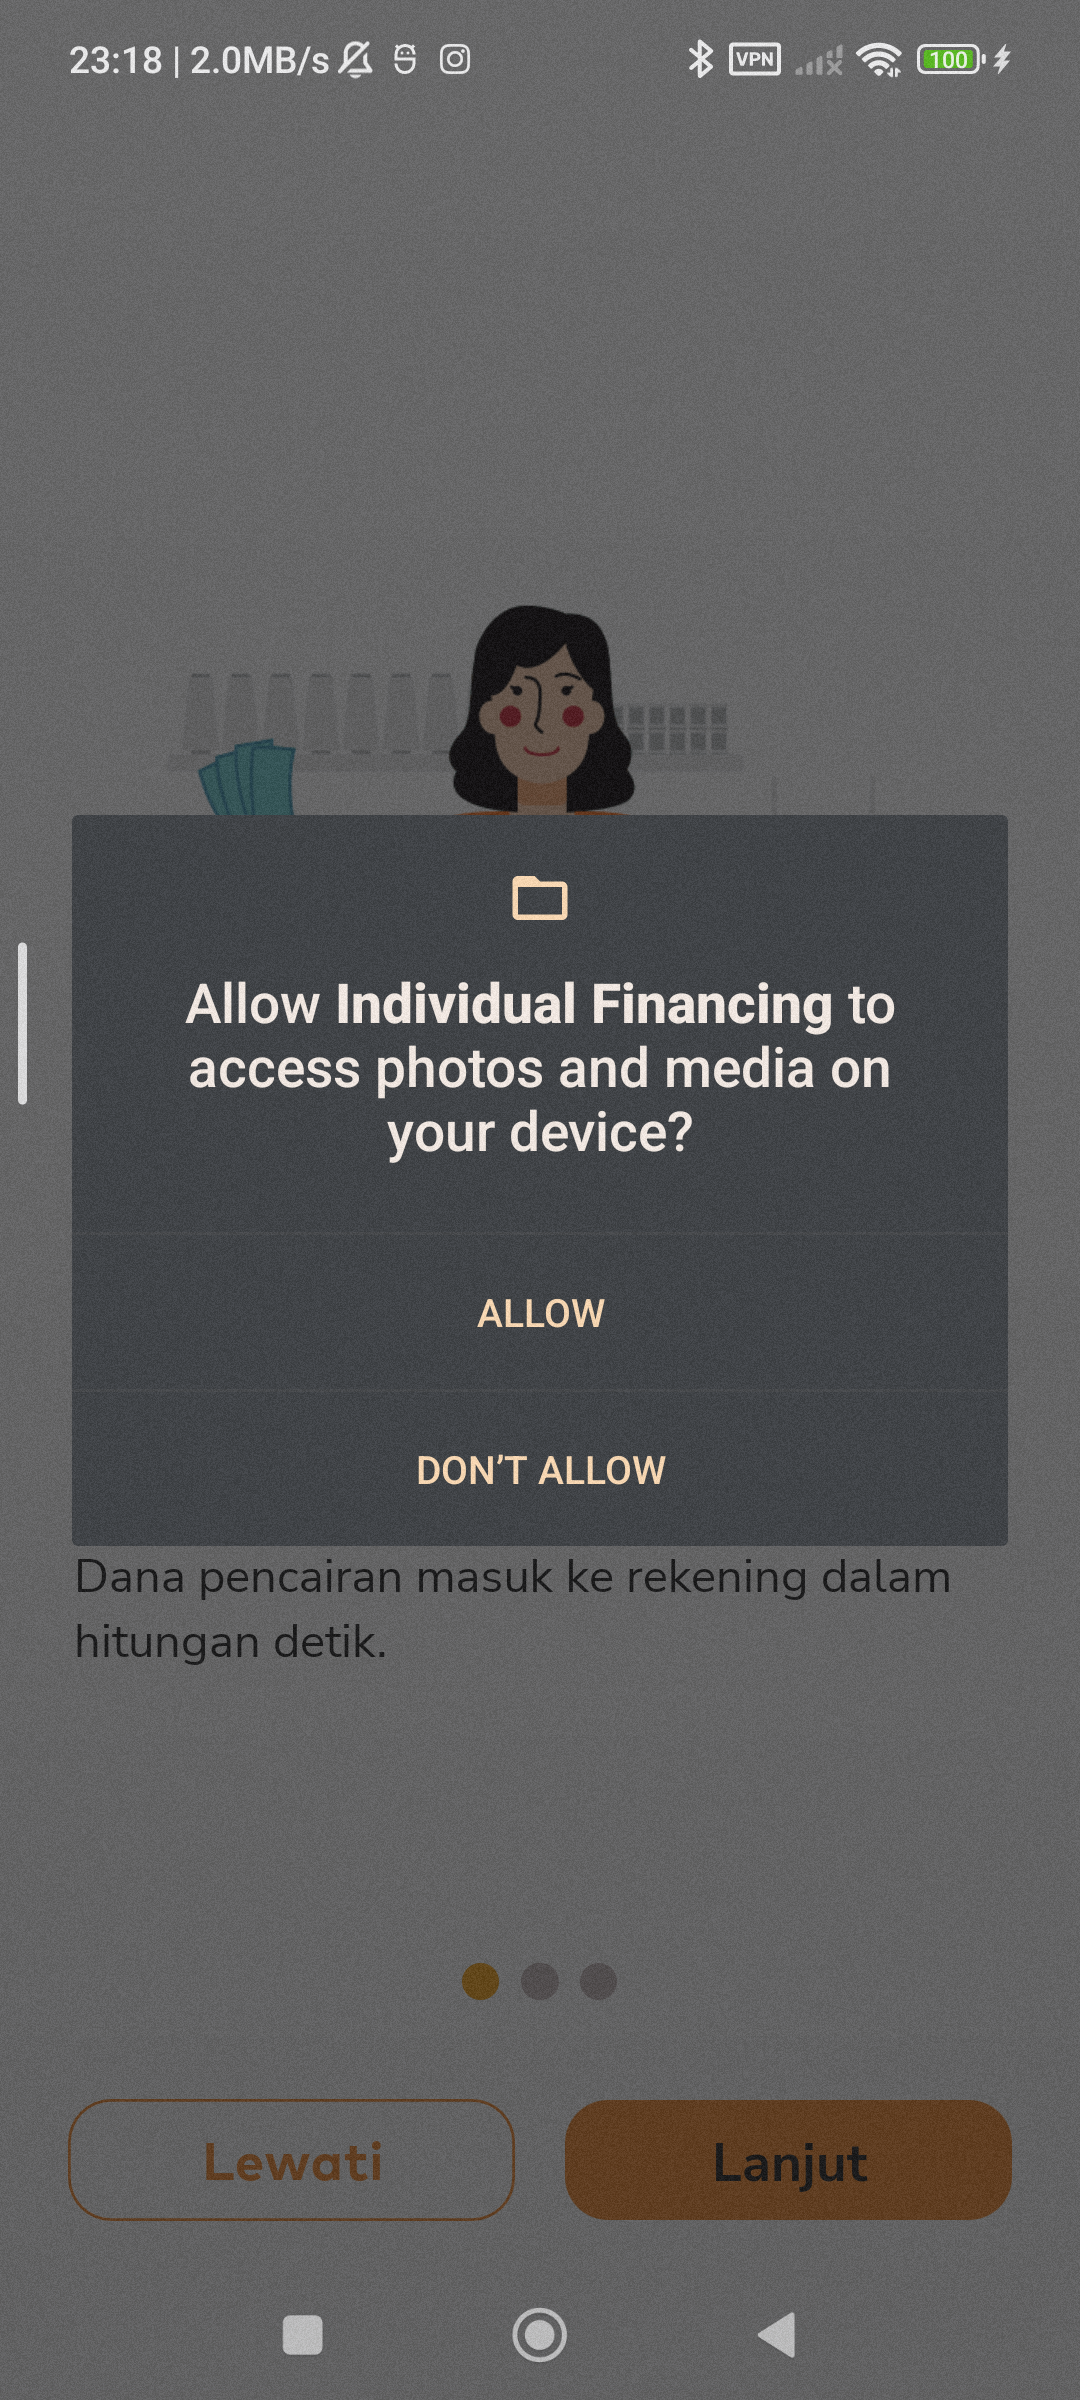 23:18 | 2.0MB/s
VPN
100
Allow Individual Financing to
access photos and media on
your device?
ALLOW
DON’T ALLOW
Dana pencairan masuk ke rekening dalam
hitungan detik.
Lewati
Lanjut